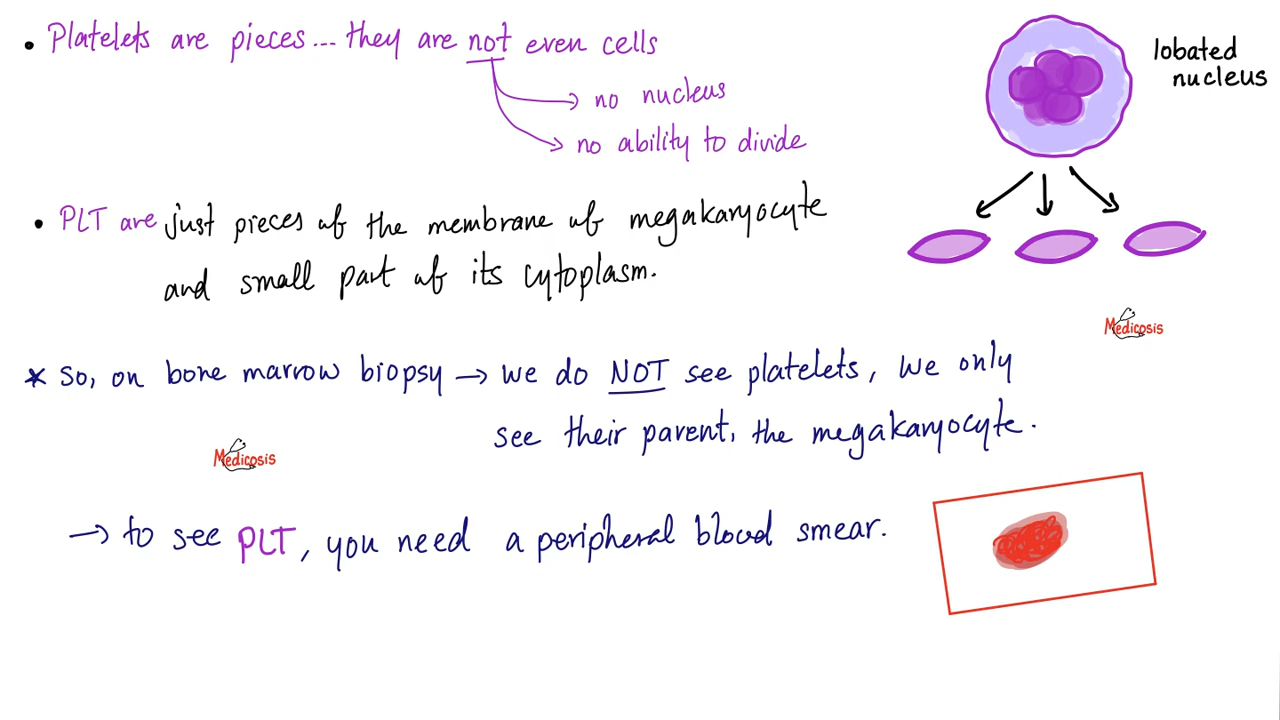 • Platelets are pieces... they are not even cells
→ no nucleus
→ no ability to divide
lobated
nucleus
• PLT are just pieces of the membrane of megakaryocyte
and small part of its cytoplasm.
Medicosis
* So, on bone marrow biopsy → we do NOT see platelets, we only
see their parent, the megakaryocyte.
Medicosis
→ to see PLT, you need a peripheral blood smear.